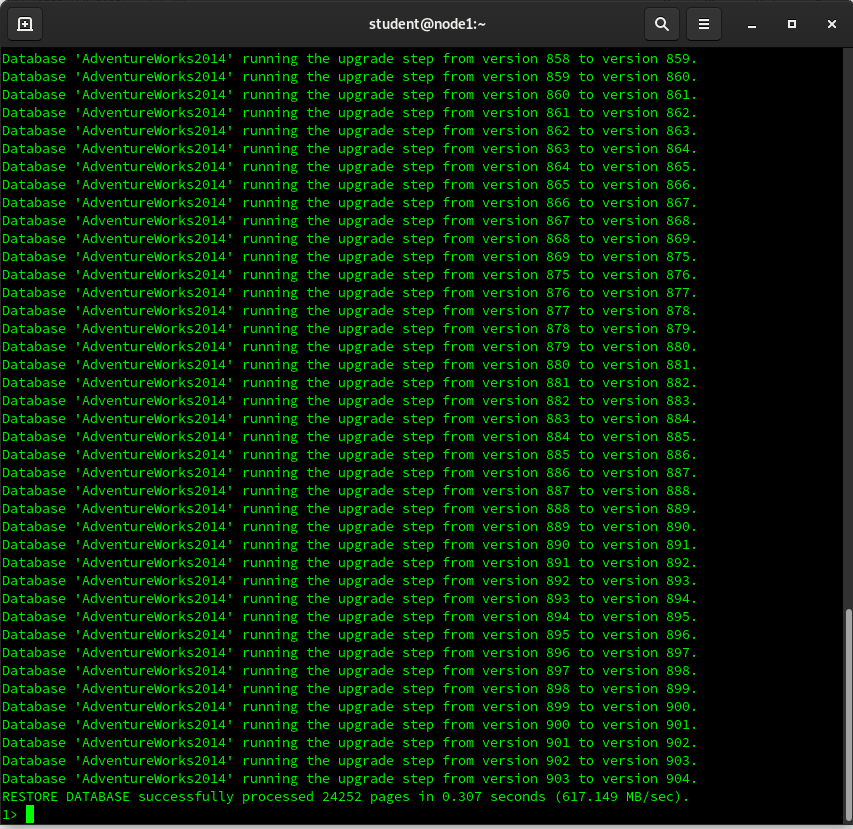 student@node1:~
Database 'AdventureWorks2014' running the upgrade step from version 858 to version 859.
Database 'AdventureWorks2014' running the upgrade step from version 859 to version 860.
Database 'AdventureWorks2014' running the upgrade step from version 860 to version 861.
Database 'AdventureWorks2014' running the upgrade step from version 861 to version 862.
Database 'AdventureWorks2014' running the upgrade step from version 862 to version 863.
Database 'AdventureWorks2014' running the upgrade step from version 863 to version 864.
Database 'AdventureWorks2014' running the upgrade step from version 864 to version 865.
Database 'AdventureWorks2014' running the upgrade step from version 865 to version 866.
Database 'AdventureWorks2014' running the upgrade step from version 866 to version 867.
Database 'AdventureWorks2014' running the upgrade step from version 867 to version 868.
Database 'AdventureWorks2014' running the upgrade step from version 868 to version 869.
Database 'AdventureWorks2014' running the upgrade step from version 869 to version 875.
Database 'AdventureWorks2014' running the upgrade step from version 875 to version 876.
Database 'AdventureWorks2014' running the upgrade step from version 876 to version 877.
Database 'AdventureWorks2014' running the upgrade step from version 877 to version 878.
Database 'AdventureWorks2014' running the upgrade step from version 878 to version 879.
Database 'AdventureWorks2014' running the upgrade step from version 879 to version 880.
Database 'AdventureWorks2014' running the upgrade step from version 880 to version 881.
Database 'AdventureWorks2014' running the upgrade step from version 881 to version 882.
Database 'AdventureWorks2014' running the upgrade step from version 882 to version 883.
Database 'AdventureWorks2014' running the upgrade step from version 883 to version 884.
Database 'AdventureWorks2014' running the upgrade step from version 884 to version 885.
Database 'AdventureWorks2014' running the upgrade step from version 885 to version 886.
Database 'AdventureWorks2014' running the upgrade step from version 886 to version 887.
Database 'AdventureWorks2014' running the upgrade step from version 887 to version 888.
Database 'AdventureWorks2014' running the upgrade step from version 888 to version 889.
Database 'AdventureWorks2014' running the upgrade step from version 889 to version 890.
Database 'AdventureWorks2014' running the upgrade step from version 890 to version 891.
Database 'AdventureWorks2014' running the upgrade step from version 891 to version 892.
Database 'AdventureWorks2014' running the upgrade step from version 892 to version 893.
Database 'AdventureWorks2014' running the upgrade step from version 893 to version 894.
Database 'AdventureWorks2014' running the upgrade step from version 894 to version 895.
Database 'AdventureWorks2014' running the upgrade step from version 895 to version 896.
Database 'AdventureWorks2014' running the upgrade step from version 896 to version 897.
Database 'AdventureWorks2014' running the upgrade step from version 897 to version 898.
Database 'AdventureWorks2014' running the upgrade step from version 898 to version 899.
Database 'AdventureWorks2014' running the upgrade step from version 899 to version 900.
Database 'AdventureWorks2014' running the upgrade step from version 900 to version 901.
Database 'AdventureWorks2014' running the upgrade step from version 901 to version 902.
Database 'AdventureWorks2014' running the upgrade step from version 902 to version 903.
Database 'AdventureWorks2014' running the upgrade step from version 903 to version 904.
RESTORE DATABASE successfully processed 24252 pages in 0.307 seconds (617.149 MB/sec).
1>